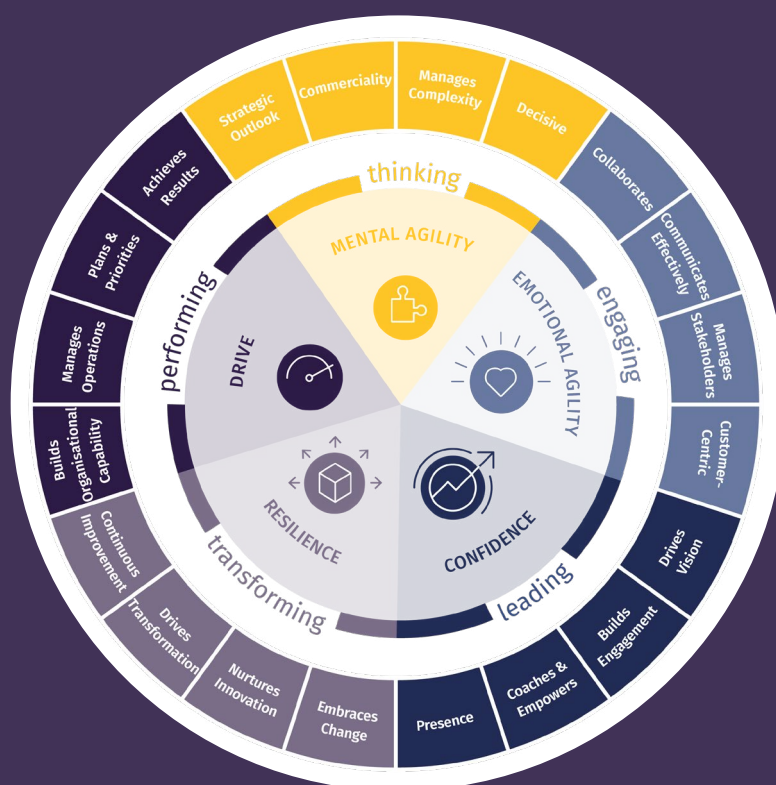 Strategic
Outlook
Commerciality
Manages
Complexity
Decisive
Collaborates
Communicates
Effectively
Manages
Stakeholders
Customer-
Centric
Drives
Vision
Builds
Engagement
Coaches &
Empowers
Presence
Embraces
Change
Nurtures
Innovation
Drives
Transformation
Continuous
Improvement
Builds
Organisational
Capability
Manages
Operations
Plans &
Priorities
Achieves
Results
thinking
engaging
leading
transforming
performing
MENTAL AGILITY
EMOTIONAL AGILITY
CONFIDENCE
RESILIENCE
DRIVE